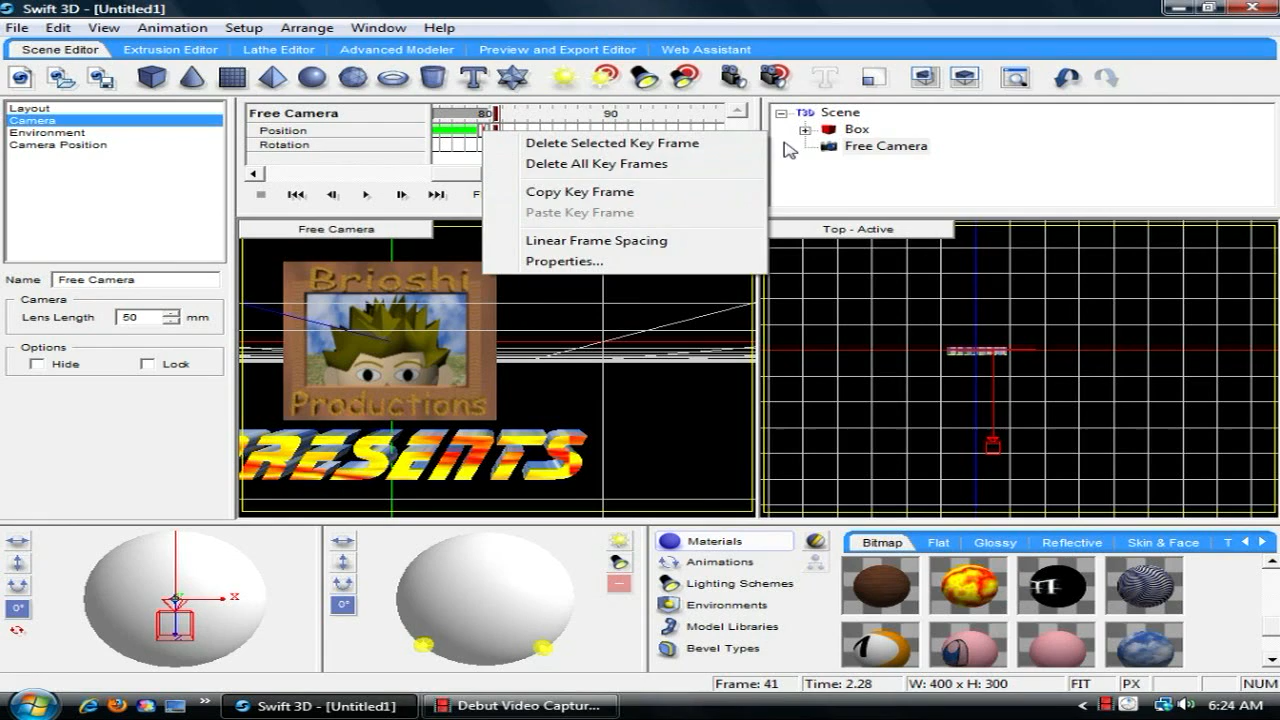 Swift 3D - [Untitled1]
File Edit View Animation Setup Arrange Window Help
Scene Editor Extrusion Editor Lathe Editor Advanced Modeler Preview and Export Editor Web Assistant
Layout
Camera
Environment
Camera Position
Free Camera 80 90
Position
Rotation
Delete Selected Key Frame
Delete All Key Frames
Copy Key Frame
Paste Key Frame
Linear Frame Spacing
Properties...
Scene
Box
Free Camera
Free Camera
Top - Active
Name Free Camera
Camera
Lens Length 50 mm
Options
Hide Lock
Brioshi
Productions
RESENTS
X
0°
0°
Materials
Animations
Lighting Schemes
Environments
Model Libraries
Bevel Types
Bitmap Flat Glossy Reflective Skin & Face T
Frame: 41 Time: 2.28 W: 400 x H: 300 FIT PX NUM
Swift 3D - [Untitled1] Debut Video Captur... 6:24 AM